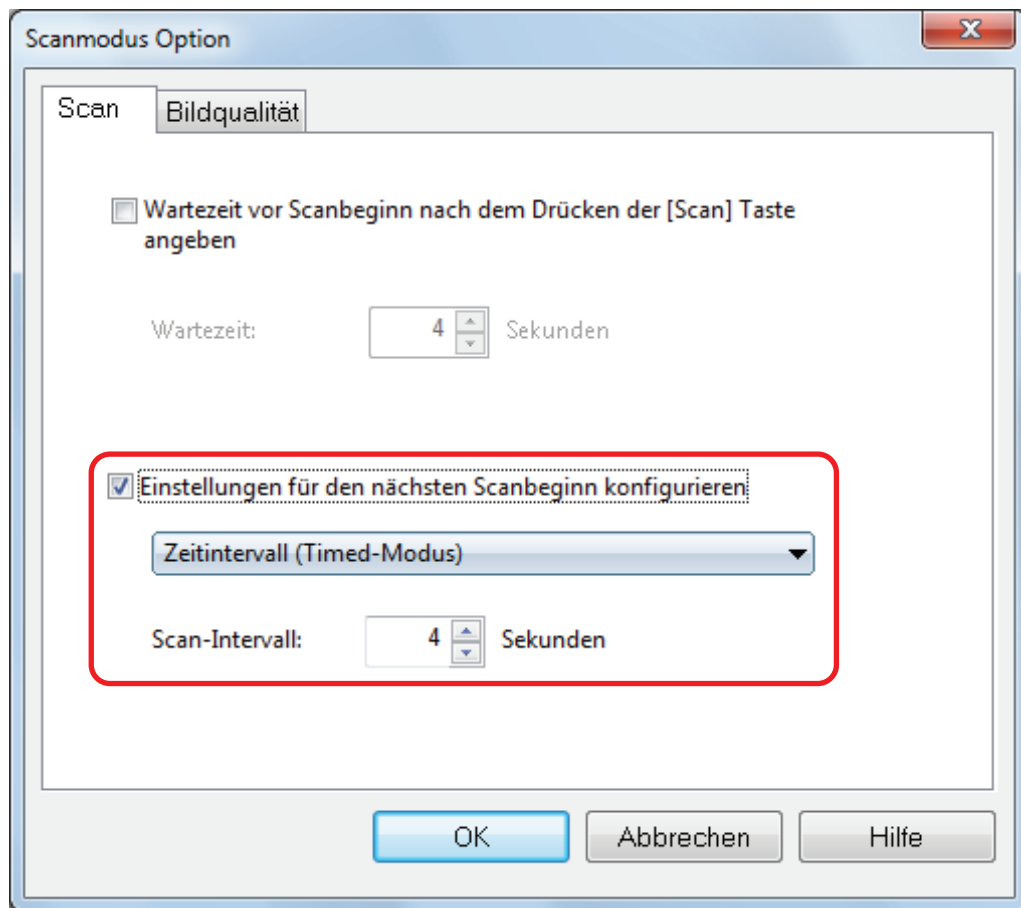 Scanmodus Option
x
Scan
Bildqualität
Wartezeit vor Scanbeginn nach dem Drücken der [Scan] Taste
angeben
Wartezeit: 4 Sekunden
Einstellungen für den nächsten Scanbeginn konfigurieren
Zeitintervall (Timed-Modus)
Scan-Intervall: 4 Sekunden
OK Abbrechen Hilfe